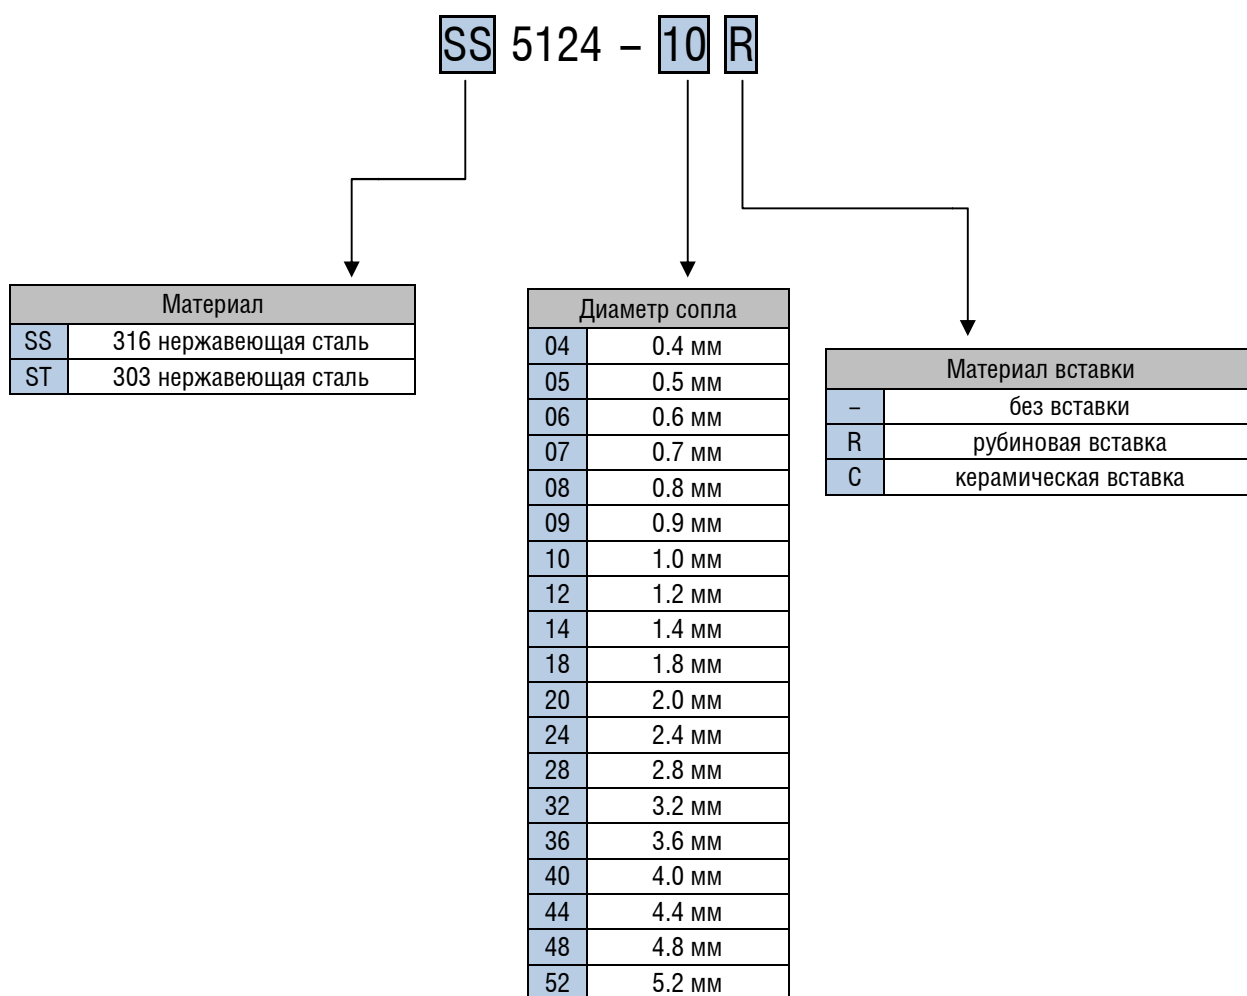 SS 5124 – 10 R
Материал
SS 316 нержавеющая сталь
ST 303 нержавеющая сталь
Диаметр сопла
04 0.4 мм
05 0.5 мм
06 0.6 мм
07 0.7 мм
08 0.8 мм
09 0.9 мм
10 1.0 мм
12 1.2 мм
14 1.4 мм
18 1.8 мм
20 2.0 мм
24 2.4 мм
28 2.8 мм
32 3.2 мм
36 3.6 мм
40 4.0 мм
44 4.4 мм
48 4.8 мм
52 5.2 мм
Материал вставки
– без вставки
R рубиновая вставка
C керамическая вставка